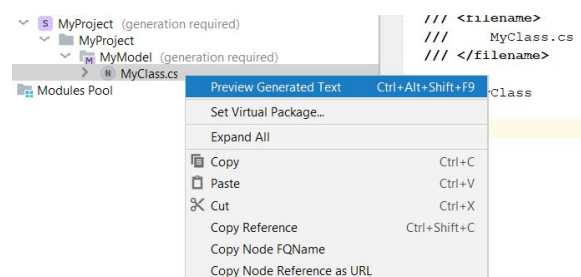 S MyProject (generation required)
MyProject
M MyModel (generation required)
N MyClass.cs
Modules Pool
/// <filename>
/// MyClass.cs
/// </filename>
Class
Preview Generated Text Ctrl+Alt+Shift+F9
Set Virtual Package...
Expand All
Copy Ctrl+C
Paste Ctrl+V
Cut Ctrl+X
Copy Reference Ctrl+Shift+C
Copy Node FQName
Copy Node Reference as URL